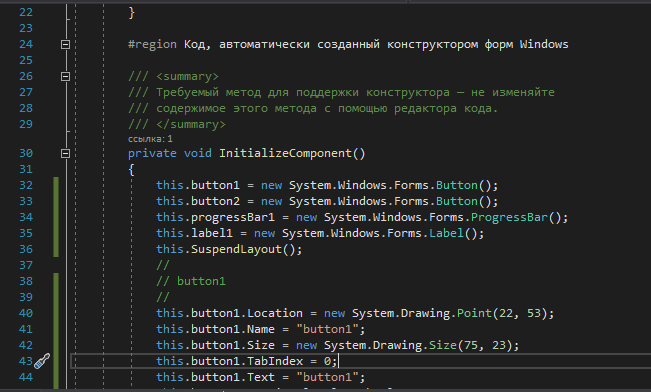 22 }
23
24 #region Код, автоматически созданный конструктором форм Windows
25
26 /// <summary>
27 /// Требуемый метод для поддержки конструктора — не изменяйте
28 /// содержимое этого метода с помощью редактора кода.
29 /// </summary>
ссылка: 1
30 private void InitializeComponent()
31 {
32 this.button1 = new System.Windows.Forms.Button();
33 this.button2 = new System.Windows.Forms.Button();
34 this.progressBar1 = new System.Windows.Forms.ProgressBar();
35 this.label1 = new System.Windows.Forms.Label();
36 this.SuspendLayout();
37 //
38 // button1
39 //
40 this.button1.Location = new System.Drawing.Point(22, 53);
41 this.button1.Name = "button1";
42 this.button1.Size = new System.Drawing.Size(75, 23);
43 this.button1.TabIndex = 0;
44 this.button1.Text = "button1";